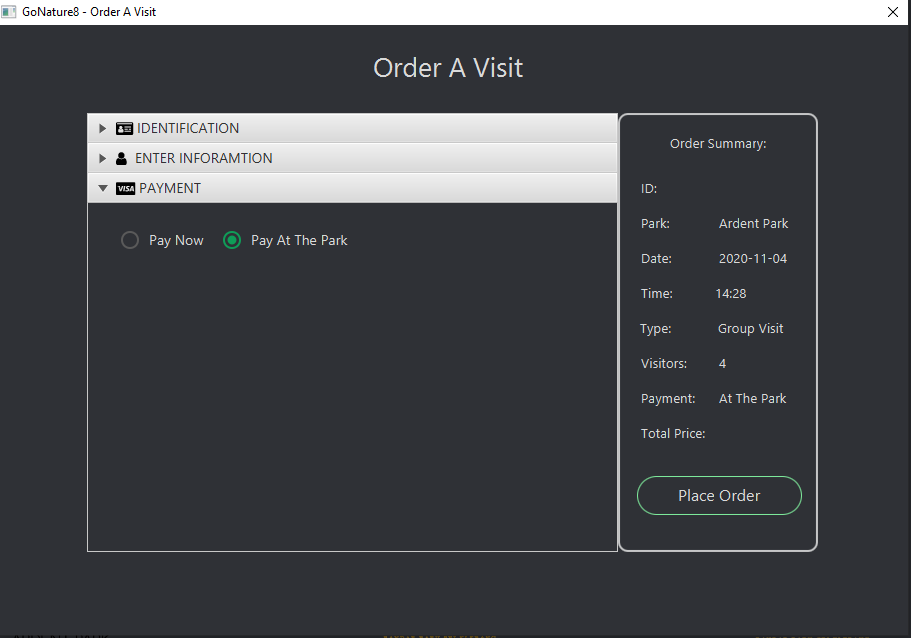 GoNature8 - Order A Visit
Order A Visit
IDENTIFICATION
ENTER INFORAMTION
VISA PAYMENT
Pay Now Pay At The Park
Order Summary:
ID:
Park: Ardent Park
Date: 2020-11-04
Time: 14:28
Type: Group Visit
Visitors: 4
Payment: At The Park
Total Price:
Place Order